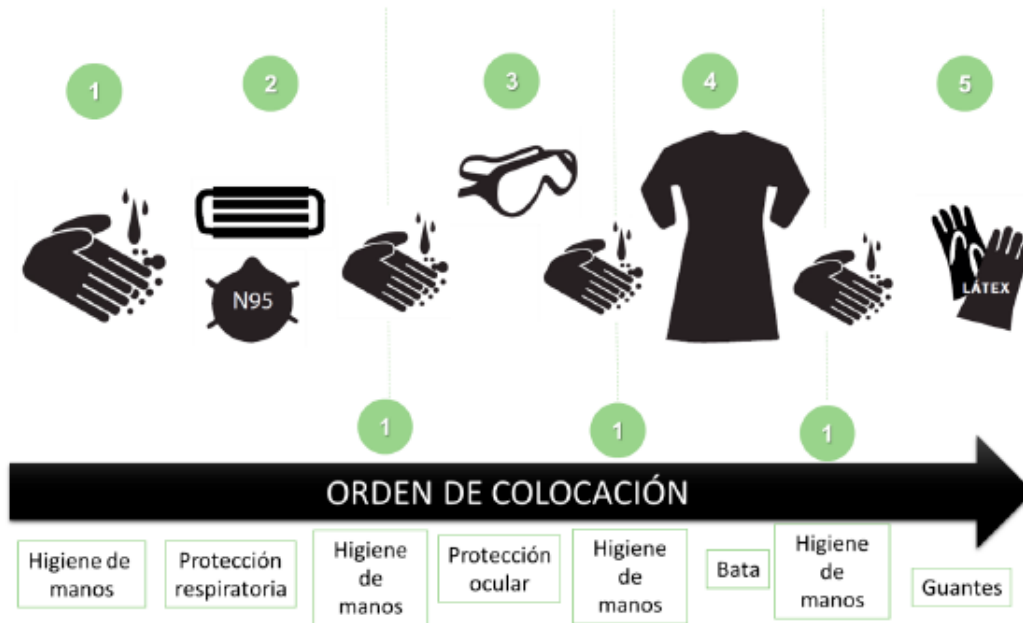 1
2
3
4
5
N95
LÁTEX
1
1
1
ORDEN DE COLOCACIÓN
Higiene de
manos
Protección
respiratoria
Higiene
de
manos
Protección
ocular
Higiene
de
manos
Bata
Higiene
de
manos
Guantes